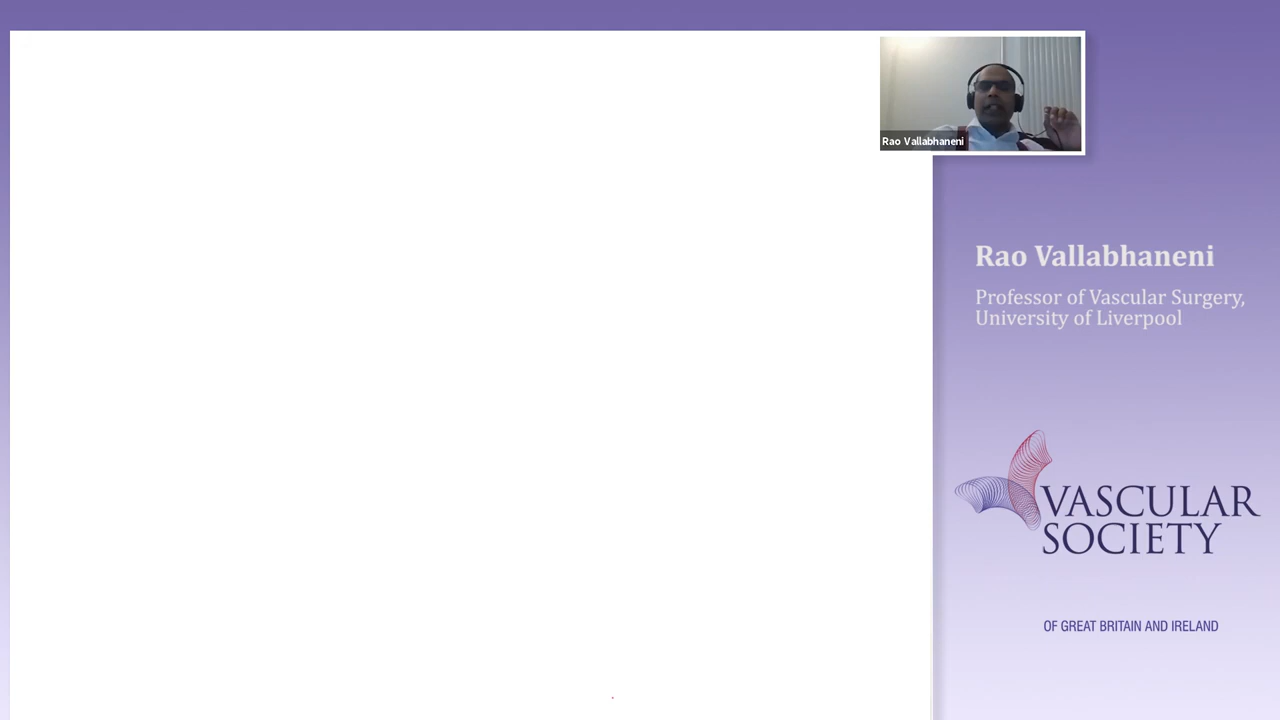 Rao Vallabhaneni
Rao Vallabhaneni
Professor of Vascular Surgery,
University of Liverpool
VASCULAR
SOCIETY
OF GREAT BRITAIN AND IRELAND